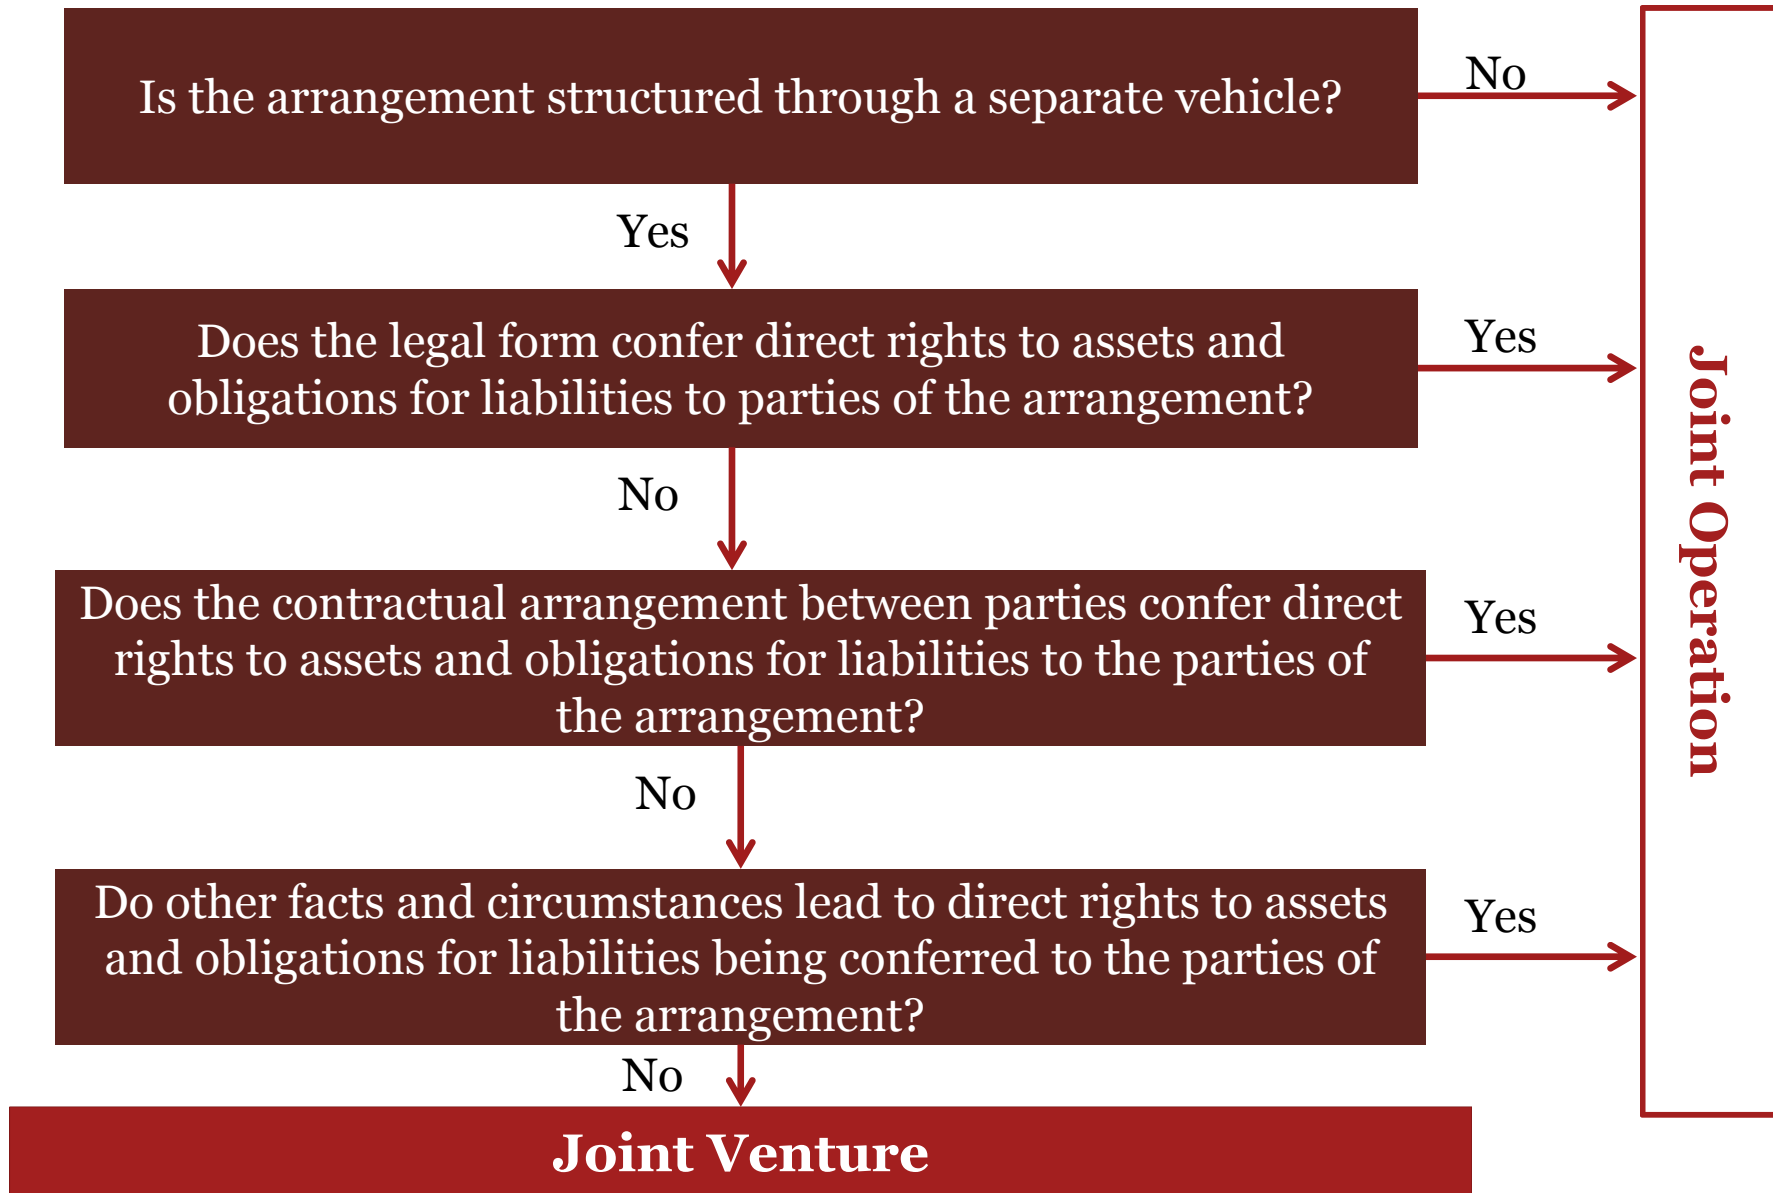 Is the arrangement structured through a separate vehicle?
No
Yes
Does the legal form confer direct rights to assets and
obligations for liabilities to parties of the arrangement?
Yes
No
Does the contractual arrangement between parties confer direct
rights to assets and obligations for liabilities to the parties of
the arrangement?
Yes
No
Do other facts and circumstances lead to direct rights to assets
and obligations for liabilities being conferred to the parties of
the arrangement?
Yes
No
Joint Venture
Joint Operation